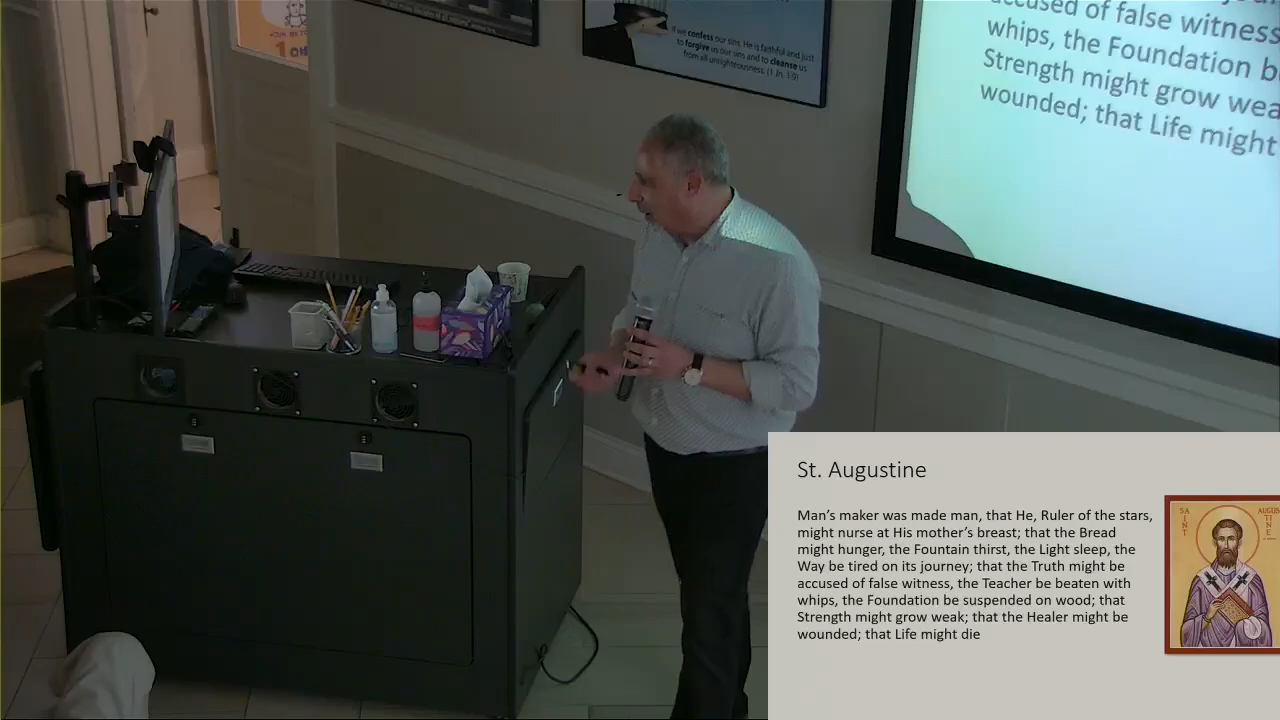 If we confess our sins, He is faithful and just
to forgive us our sins and to cleanse us
from all unrighteousness. (1 Jn. 1:9)
accused of false witness
whips, the Foundation b
Strength might grow wea
wounded; that Life might
St. Augustine
Man’s maker was made man, that He, Ruler of the stars,
might nurse at His mother’s breast; that the Bread
might hunger, the Fountain thirst, the Light sleep, the
Way be tired on its journey; that the Truth might be
accused of false witness, the Teacher be beaten with
whips, the Foundation be suspended on wood; that
Strength might grow weak; that the Healer might be
wounded; that Life might die
SAINT
AUGUSTINE